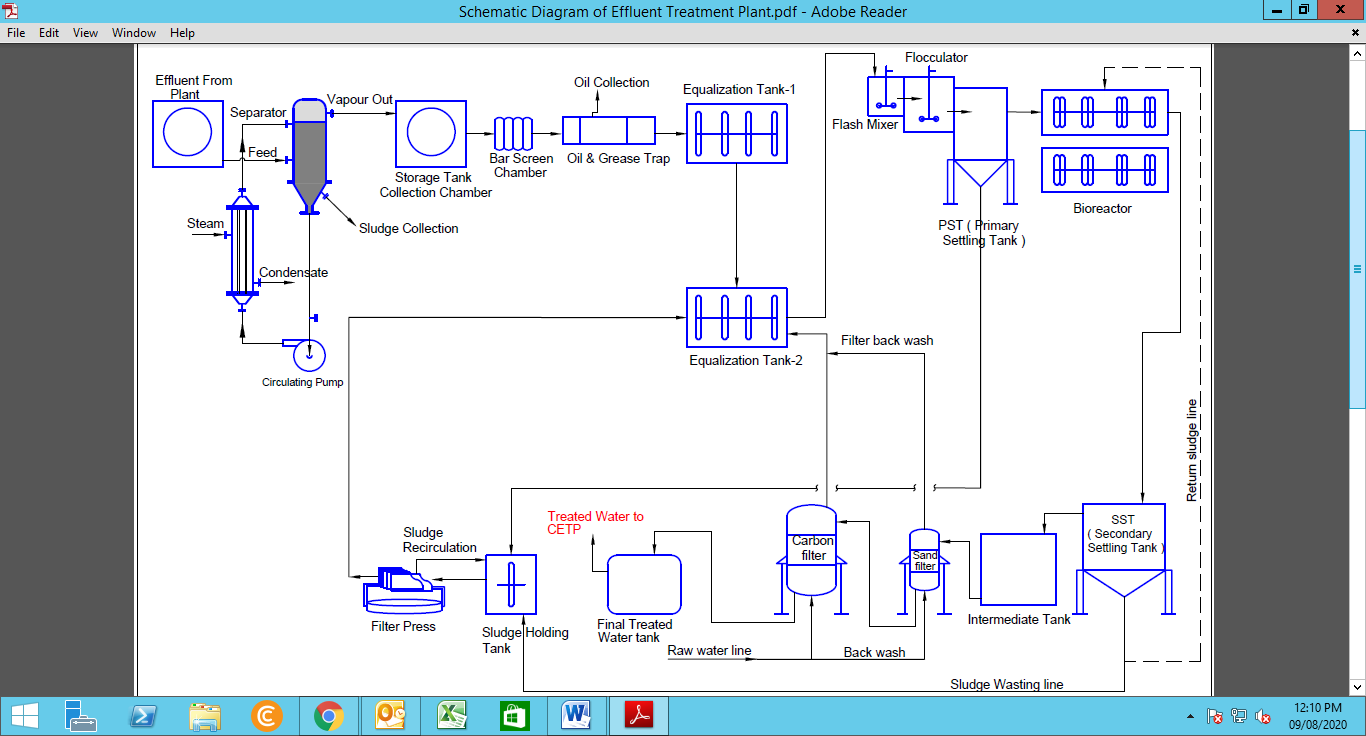 Schematic Diagram of Effluent Treatment Plant.pdf - Adobe Reader
File Edit View Window Help
Effluent From
Plant
Separator
Vapour Out
Feed
Steam
Condensate
Sludge Collection
Circulating Pump
Storage Tank
Collection Chamber
Bar Screen
Chamber
Oil Collection
Oil & Grease Trap
Equalization Tank-1
Equalization Tank-2
Flocculator
Flash Mixer
PST ( Primary
Settling Tank )
Bioreactor
Filter back wash
Return sludge line
Treated Water to
CETP
Sludge
Recirculation
Filter Press
Sludge Holding
Tank
Final Treated
Water tank
Carbon
filter
Sand
filter
Intermediate Tank
SST
( Secondary
Settling Tank )
Raw water line
Back wash
Sludge Wasting line
12:10 PM
09/08/2020